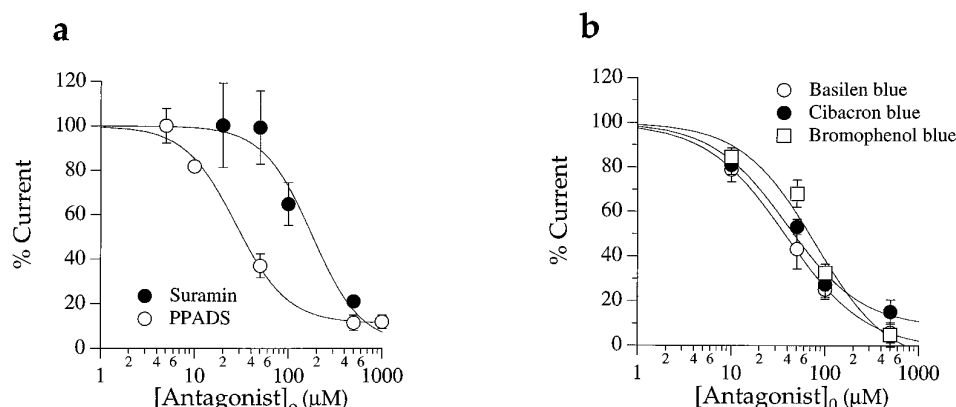 a
120
100
80
60
40
20
0
% Current
Suramin
PPADS
1 2 4 6 10 2 4 6 100 2 4 6 1000
[Antagonist]o (μM)
b
120
100
80
60
40
20
0
% Current
Basilen blue
Cibacron blue
Bromophenol blue
1 2 4 6 10 2 4 6 100 2 4 6 1000
[Antagonist]0 (μM)